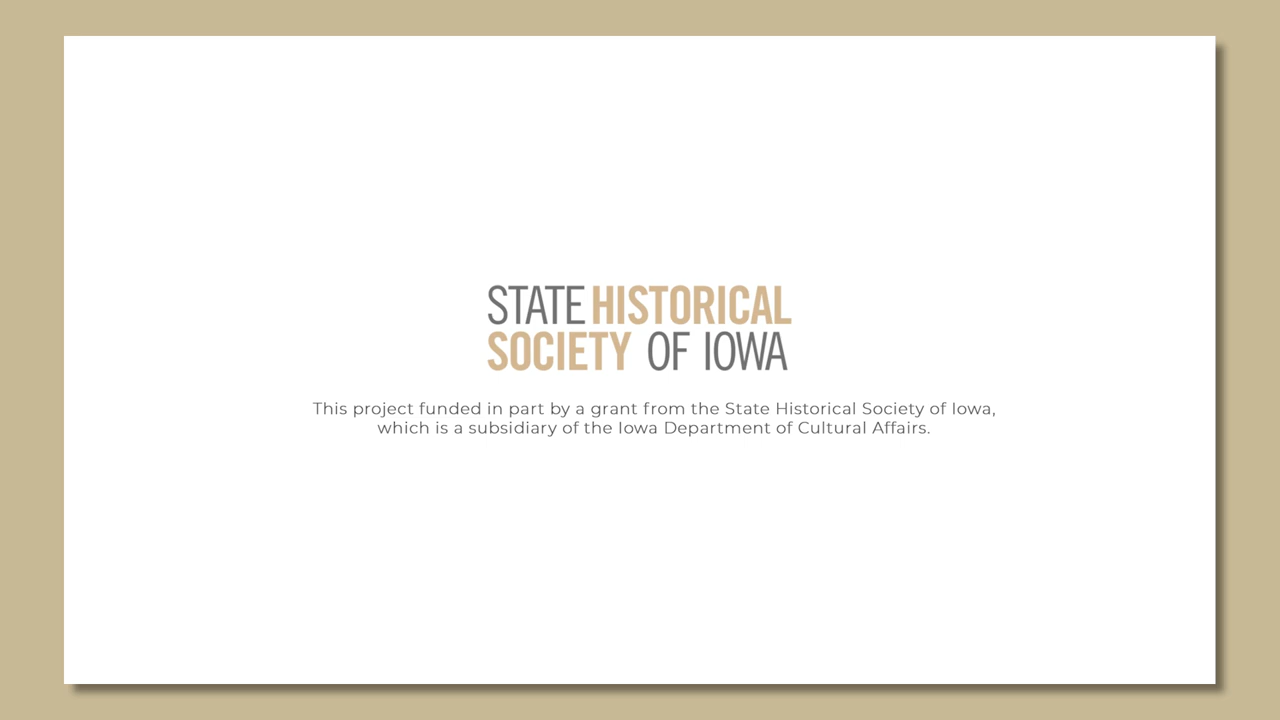 STATE HISTORICAL
SOCIETY OF IOWA
This project funded in part by a grant from the State Historical Society of Iowa,
which is a subsidiary of the Iowa Department of Cultural Affairs.